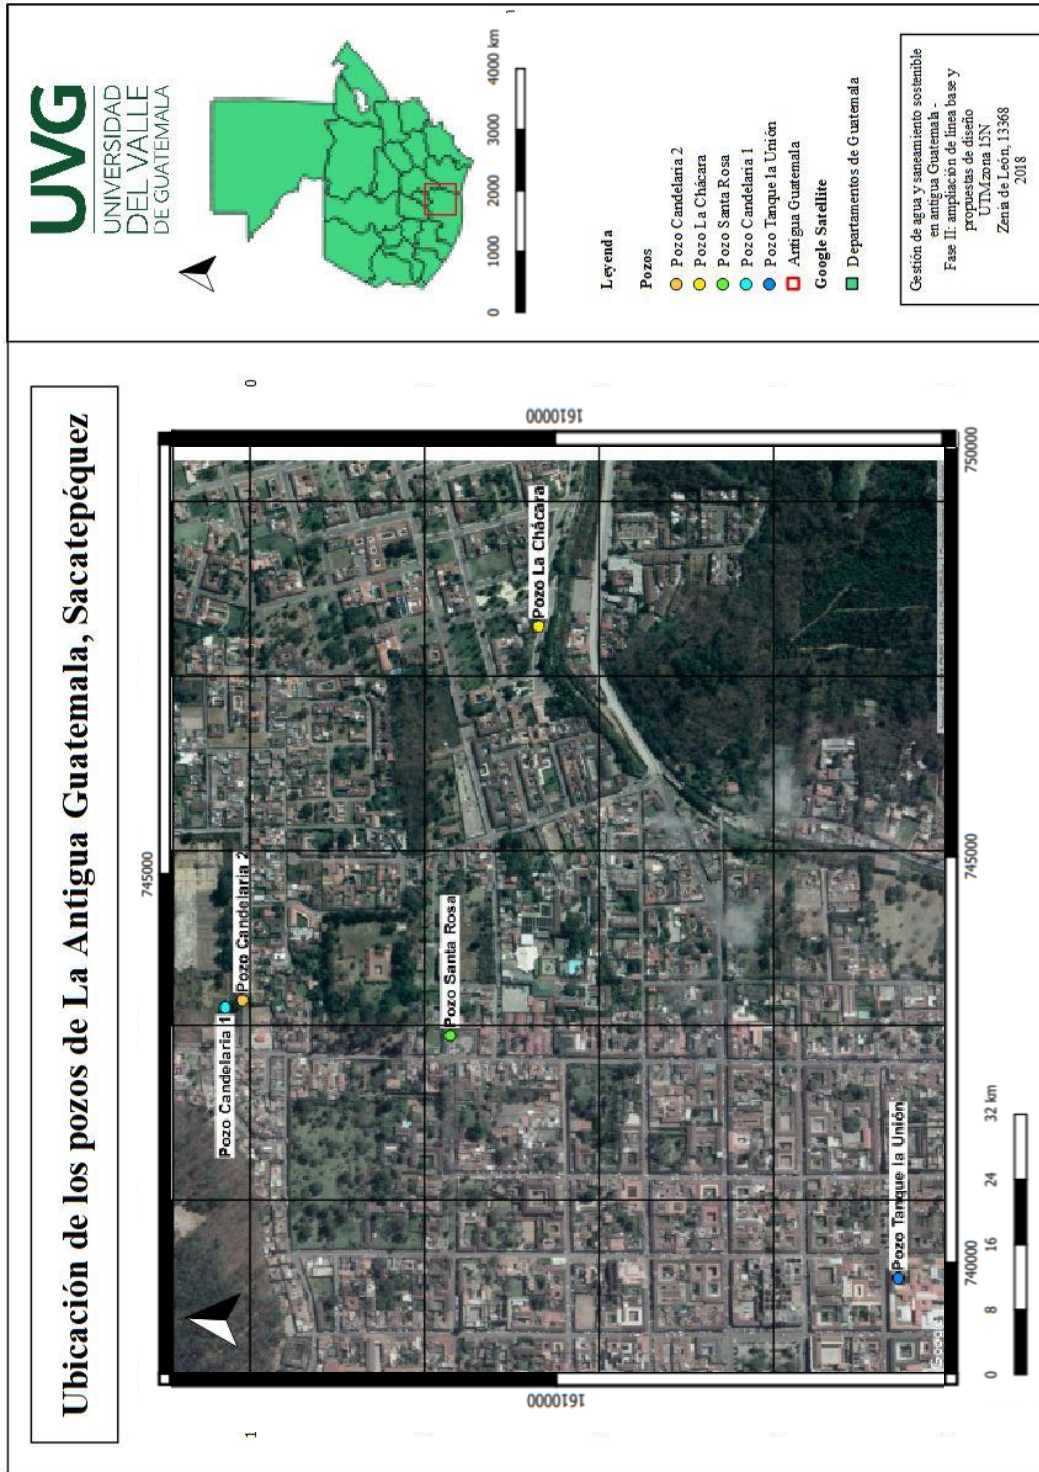 Ubicación de los pozos de La Antigua Guatemala, Sacatepéquez
745000
1
0
Pozo Candelaria 1
Pozo Candelaria 2
Pozo Santa Rosa
Pozo La Chácara
Pozo Tanque la Unión
1610000
1610000
740000
745000
750000
0 8 16 24 32 km
UVG
UNIVERSIDAD
DEL VALLE
DE GUATEMALA
0 1000 2000 3000 4000 km
Leyenda
Pozos
Pozo Candelaria 2
Pozo La Chácara
Pozo Santa Rosa
Pozo Candelaria 1
Pozo Tanque la Unión
Antigua Guatemala
Google Satellite
Departamentos de Guatemala
Gestión de agua y saneamiento sostenible
en antigua Guatemala -
Fase II: ampliación de línea base y
propuestas de diseño
UTM zona 15N
Zenia de León, 13368
2018